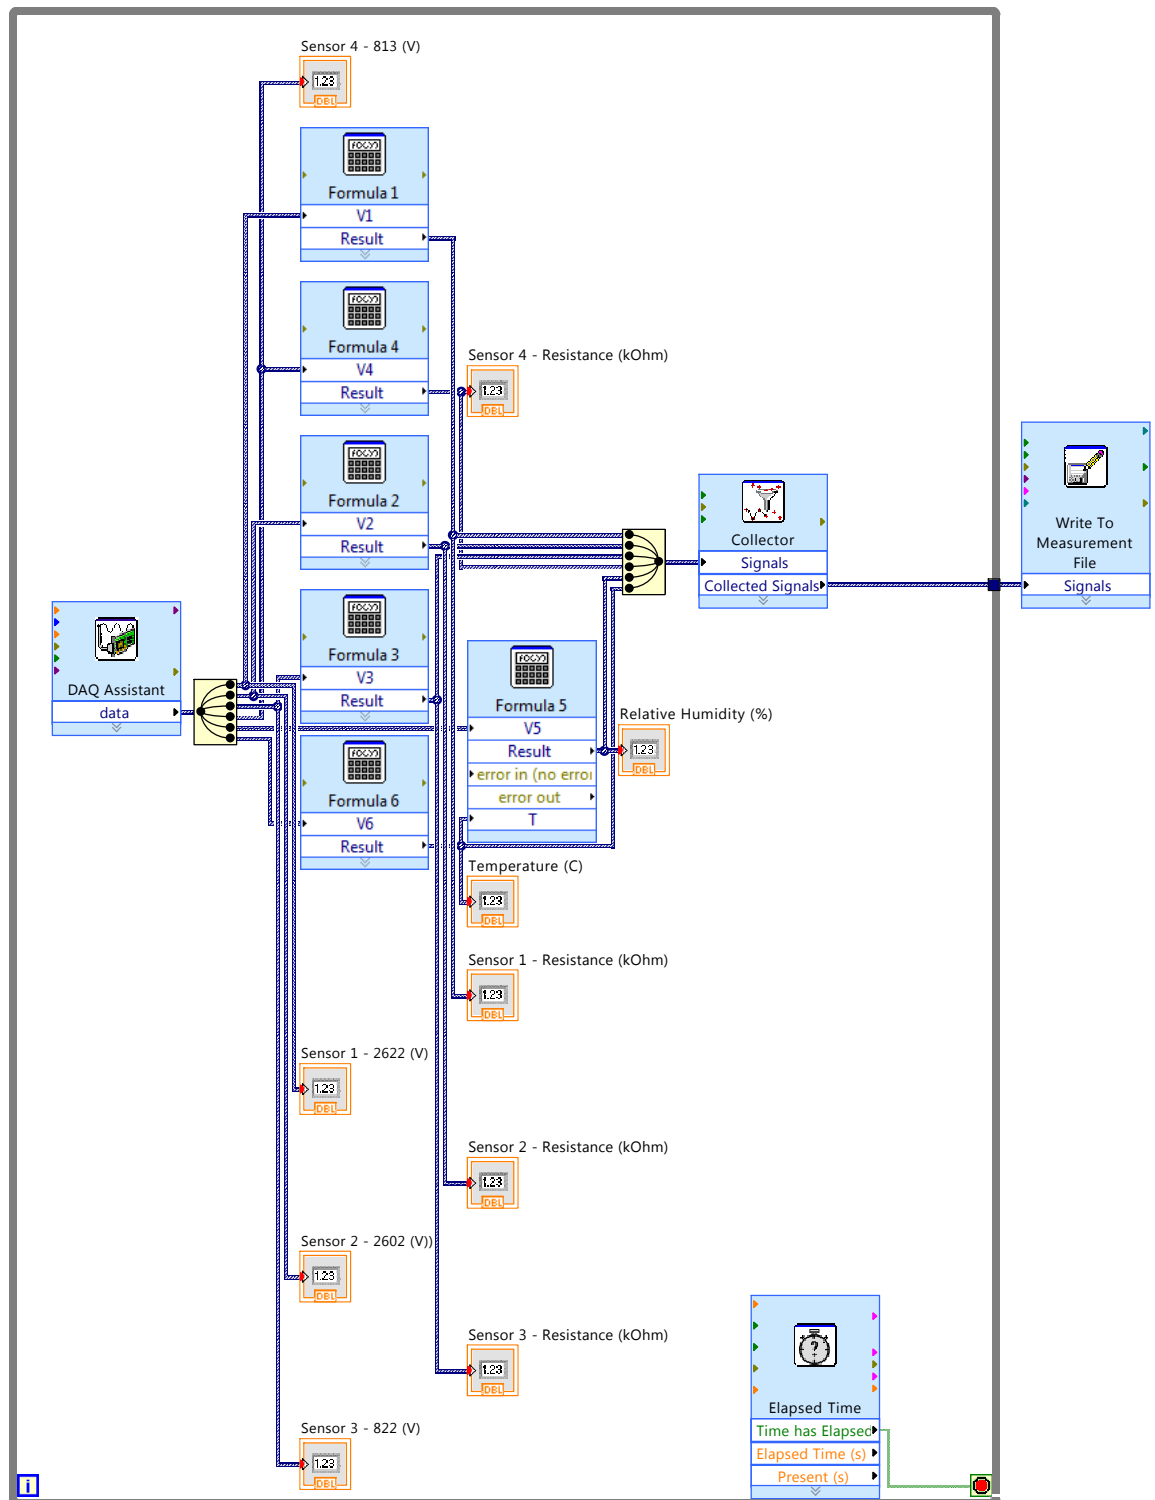 Sensor 4 - 813 (V)
1.23
DBL
Formula 1
V1
Result
Formula 4
V4
Result
Sensor 4 - Resistance (kOhm)
1.23
DBL
Formula 2
V2
Result
Collector
Signals
Collected Signals
Write To
Measurement
File
Signals
DAQ Assistant
data
Formula 3
V3
Result
Formula 5
V5
Result
error in (no erro
error out
T
Relative Humidity (%)
1.23
DBL
Formula 6
V6
Result
Temperature (C)
1.23
DBL
Sensor 1 - Resistance (kOhm)
1.23
DBL
Sensor 1 - 2622 (V)
1.23
DBL
Sensor 2 - Resistance (kOhm)
1.23
DBL
Sensor 2 - 2602 (V))
1.23
DBL
Sensor 3 - Resistance (kOhm)
1.23
DBL
Sensor 3 - 822 (V)
1.23
DBL
?
Elapsed Time
Time has Elapsed
Elapsed Time (s)
Present (s)
i